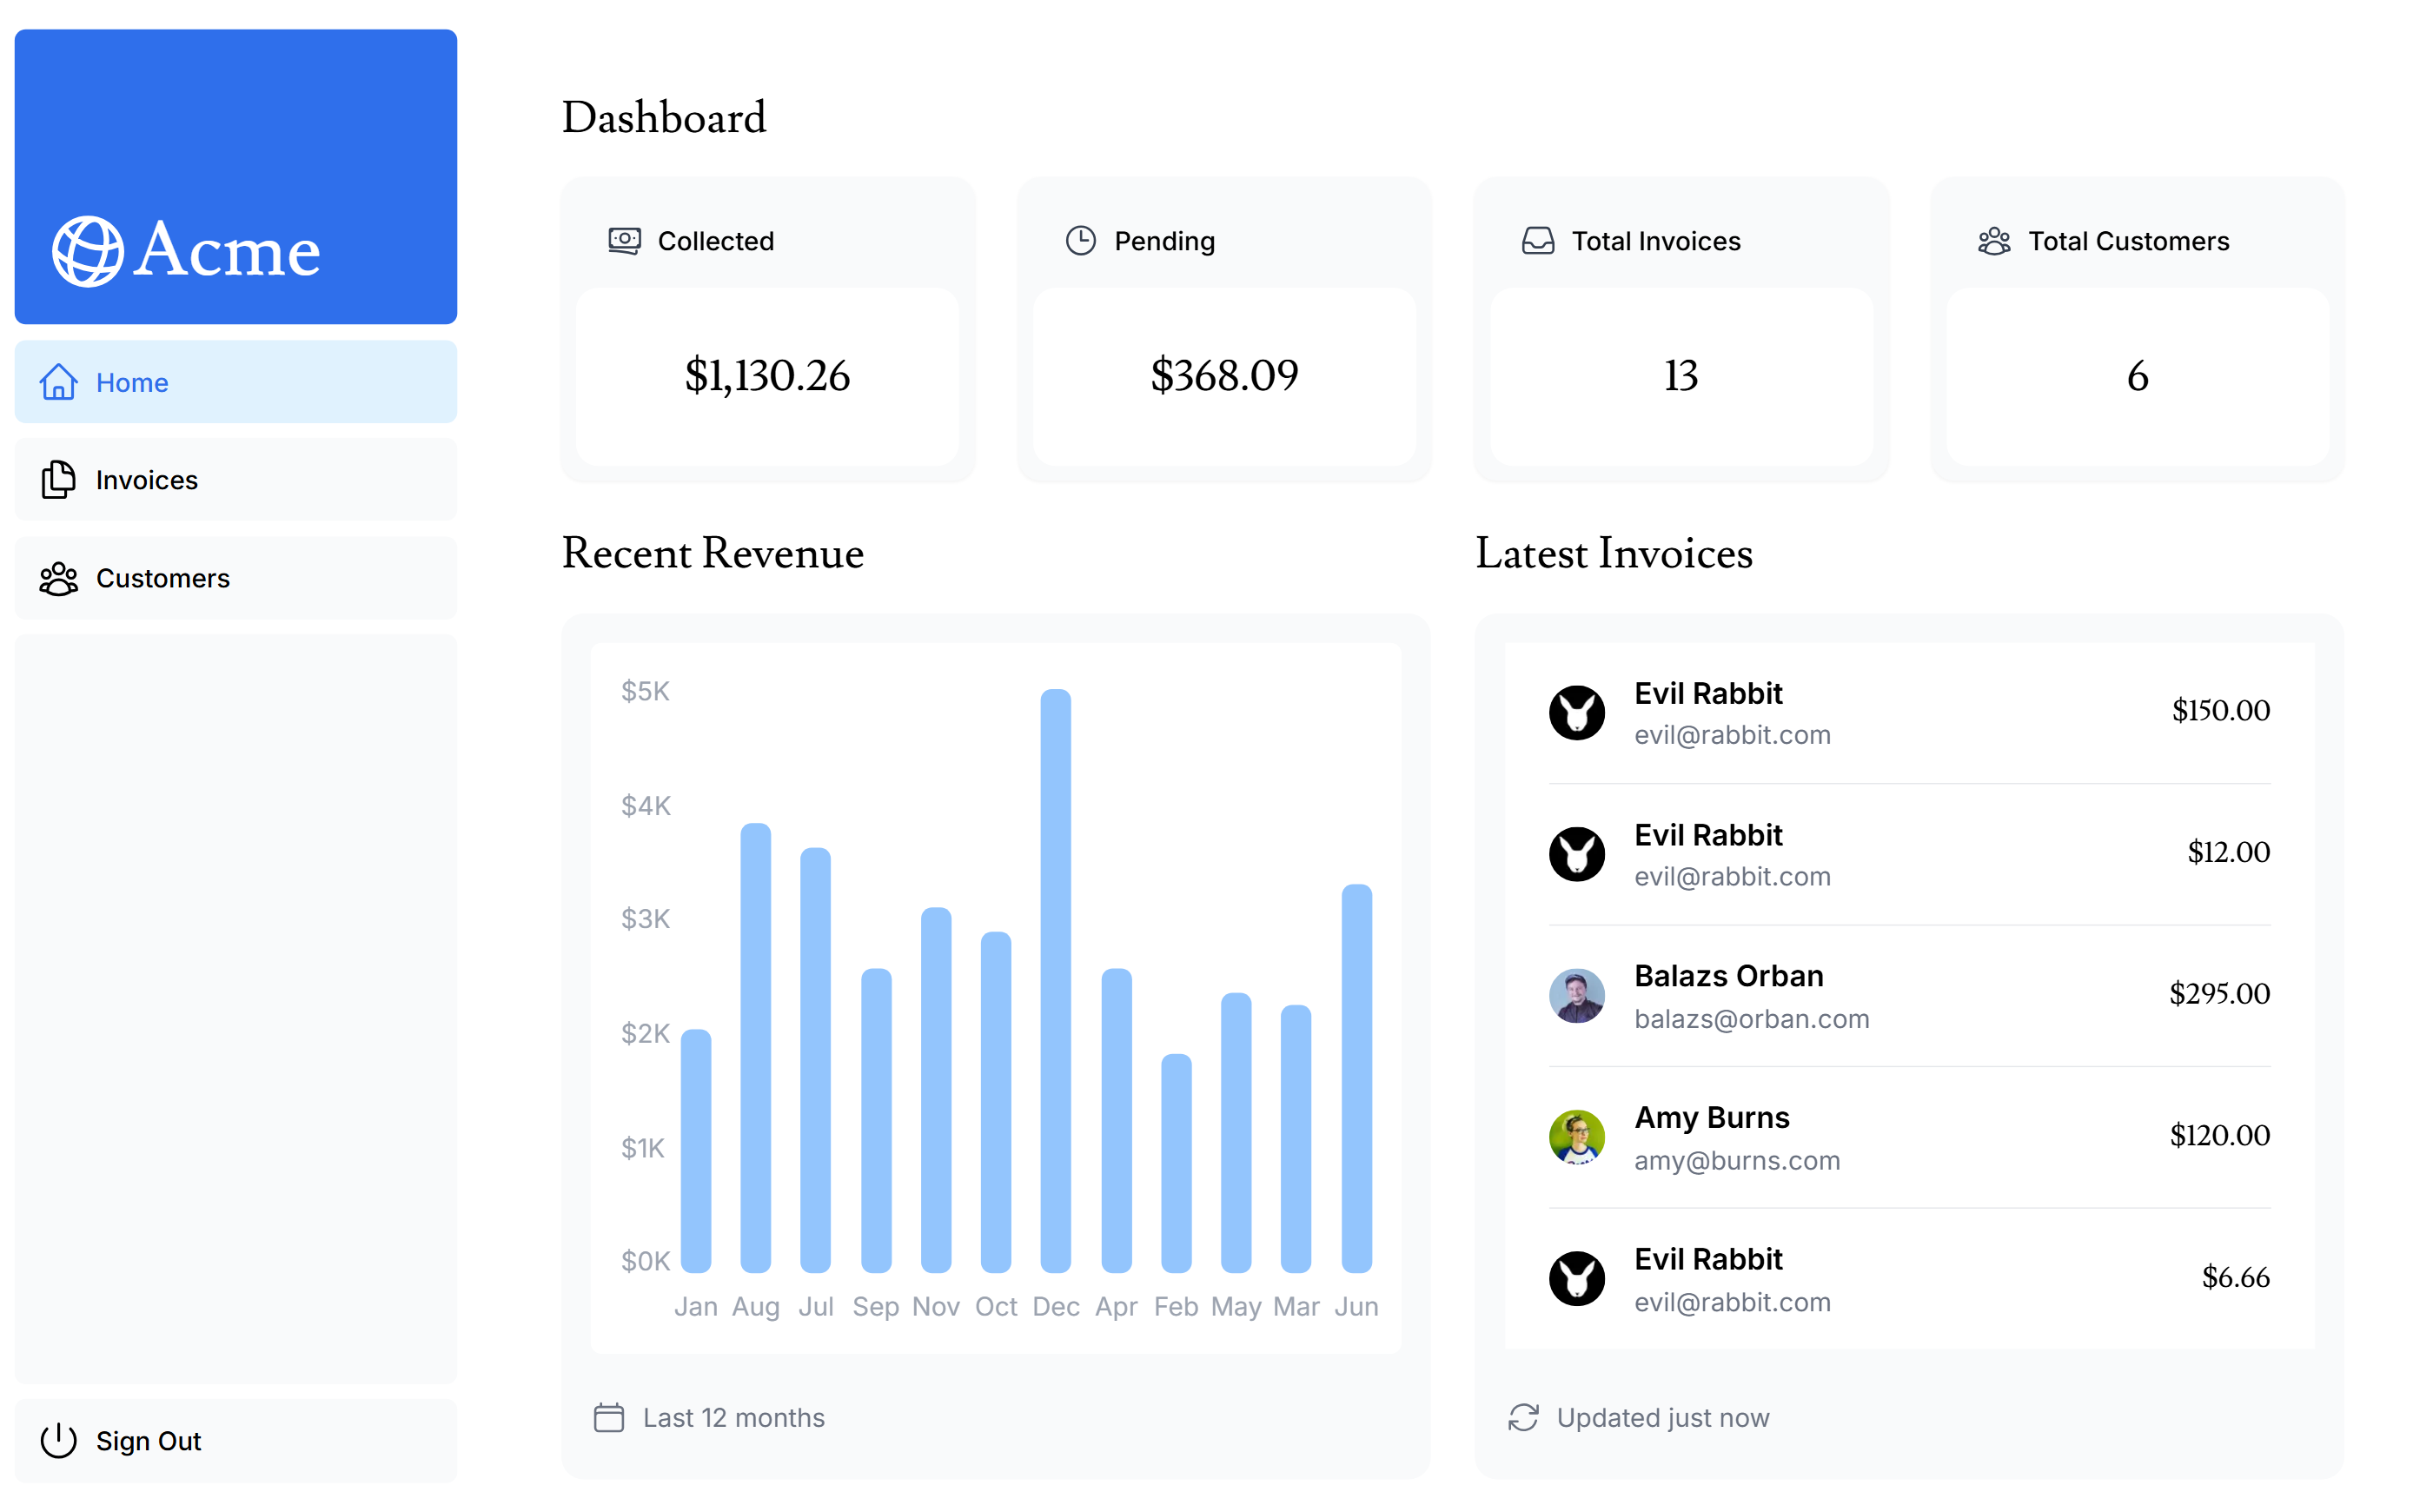 Acme
Home
Invoices
Customers
Sign Out
Dashboard
Collected
$1,130.26
Pending
$368.09
Total Invoices
13
Total Customers
6
Recent Revenue
$5K
$4K
$3K
$2K
$1K
$0K
Jan Aug Jul Sep Nov Oct Dec Apr Feb May Mar Jun
Last 12 months
Latest Invoices
Evil Rabbit
evil@rabbit.com
$150.00
Evil Rabbit
evil@rabbit.com
$12.00
Balazs Orban
balazs@orban.com
$295.00
Amy Burns
amy@burns.com
$120.00
Evil Rabbit
evil@rabbit.com
$6.66
Updated just now